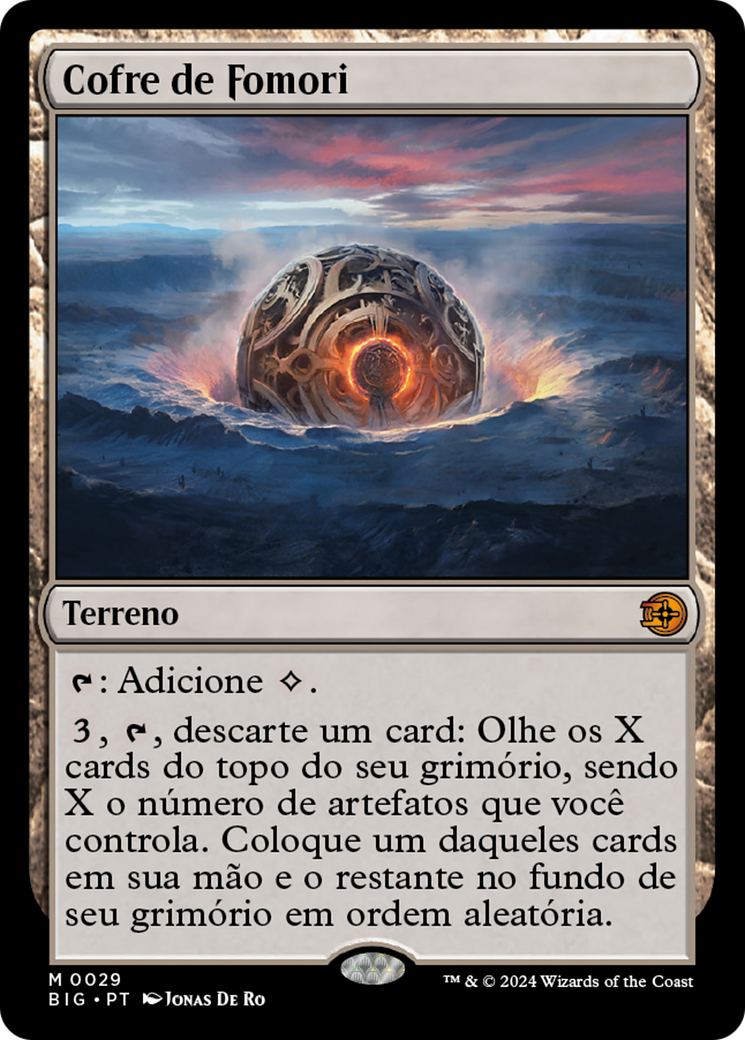 Cofre de Fomori
Terreno
: Adicione .
3, , descarte um card: Olhe os X
cards do topo do seu grimório, sendo
X o número de artefatos que você
controla. Coloque um daqueles cards
em sua mão e o restante no fundo de
seu grimório em ordem aleatória.
M 0029
BIG • PT Jonas De Ro
™ & © 2024 Wizards of the Coast